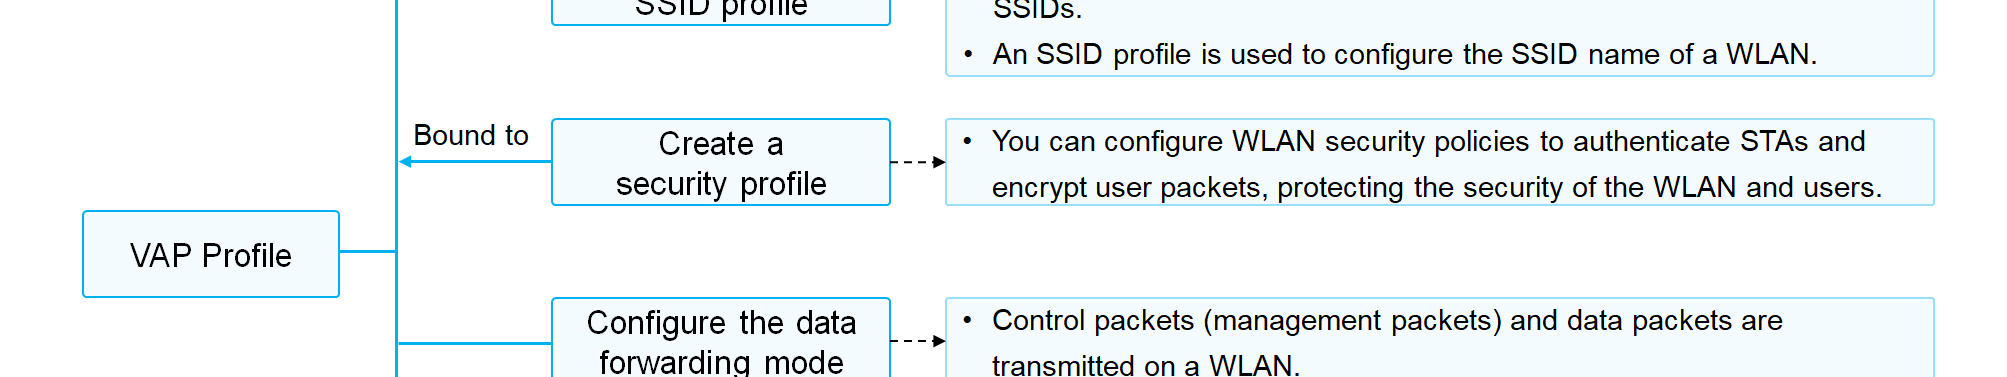 SSID profile
SSIDs.
• An SSID profile is used to configure the SSID name of a WLAN.
Bound to
Create a
security profile
• You can configure WLAN security policies to authenticate STAs and
encrypt user packets, protecting the security of the WLAN and users.
VAP Profile
Configure the data
forwarding mode
• Control packets (management packets) and data packets are
transmitted on a WLAN.